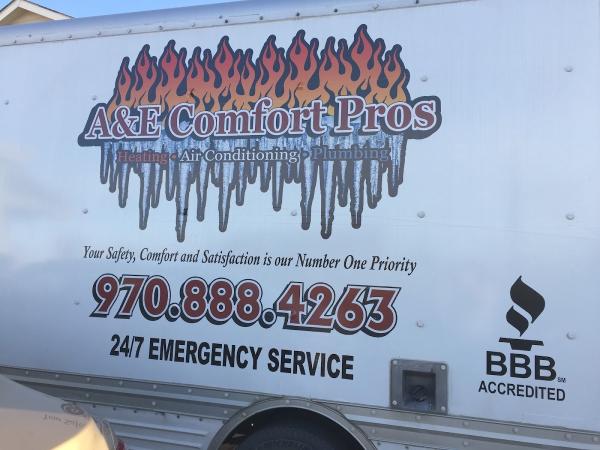 A&E Comfort Pros
Heating • Air Conditioning • Plumbing
Your Safety, Comfort and Satisfaction is our Number One Priority
970.888.4263
24/7 EMERGENCY SERVICE
BBB
SM
ACCREDITED